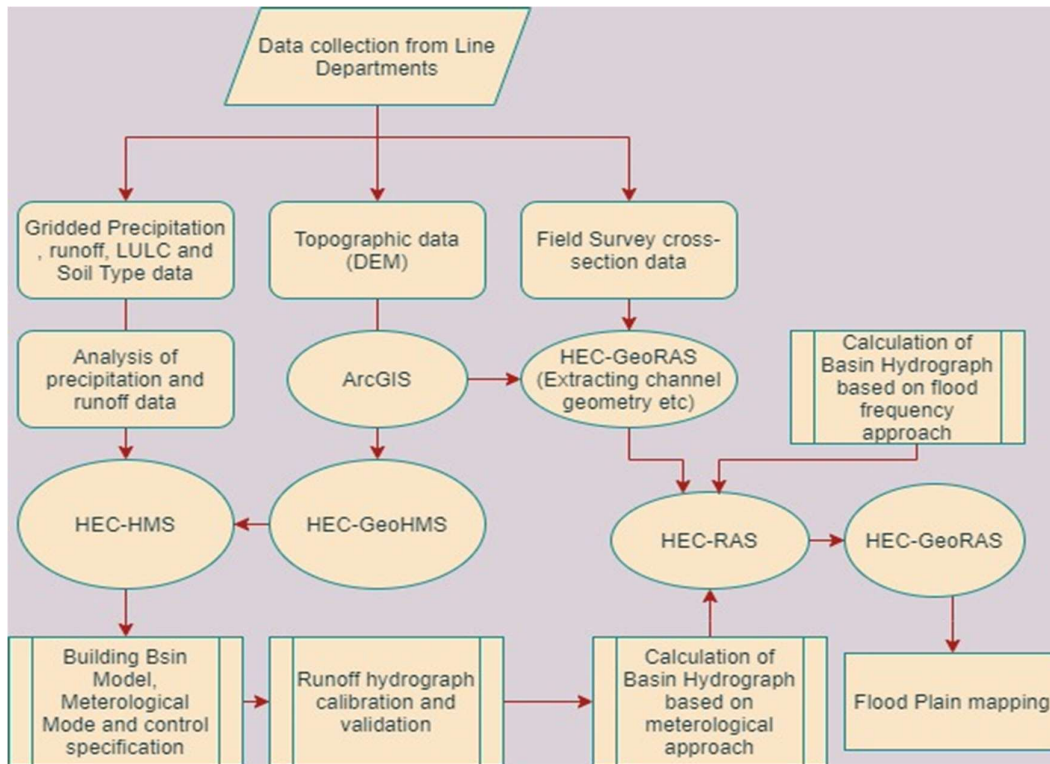 Data collection from Line
Departments
Gridded Precipitation
, runoff, LULC and
Soil Type data
Topographic data
(DEM)
Field Survey cross-
section data
Analysis of
precipitation and
runoff data
ArcGIS
HEC-GeoRAS
(Extracting channel
geometry etc)
Calculation of
Basin Hydrograph
based on flood
frequency
approach
HEC-HMS
HEC-GeoHMS
HEC-RAS
HEC-GeoRAS
Building Bsin
Model,
Meterological
Mode and control
specification
Runoff hydrograph
calibration and
validation
Calculation of
Basin Hydrograph
based on
meterological
approach
Flood Plain mapping